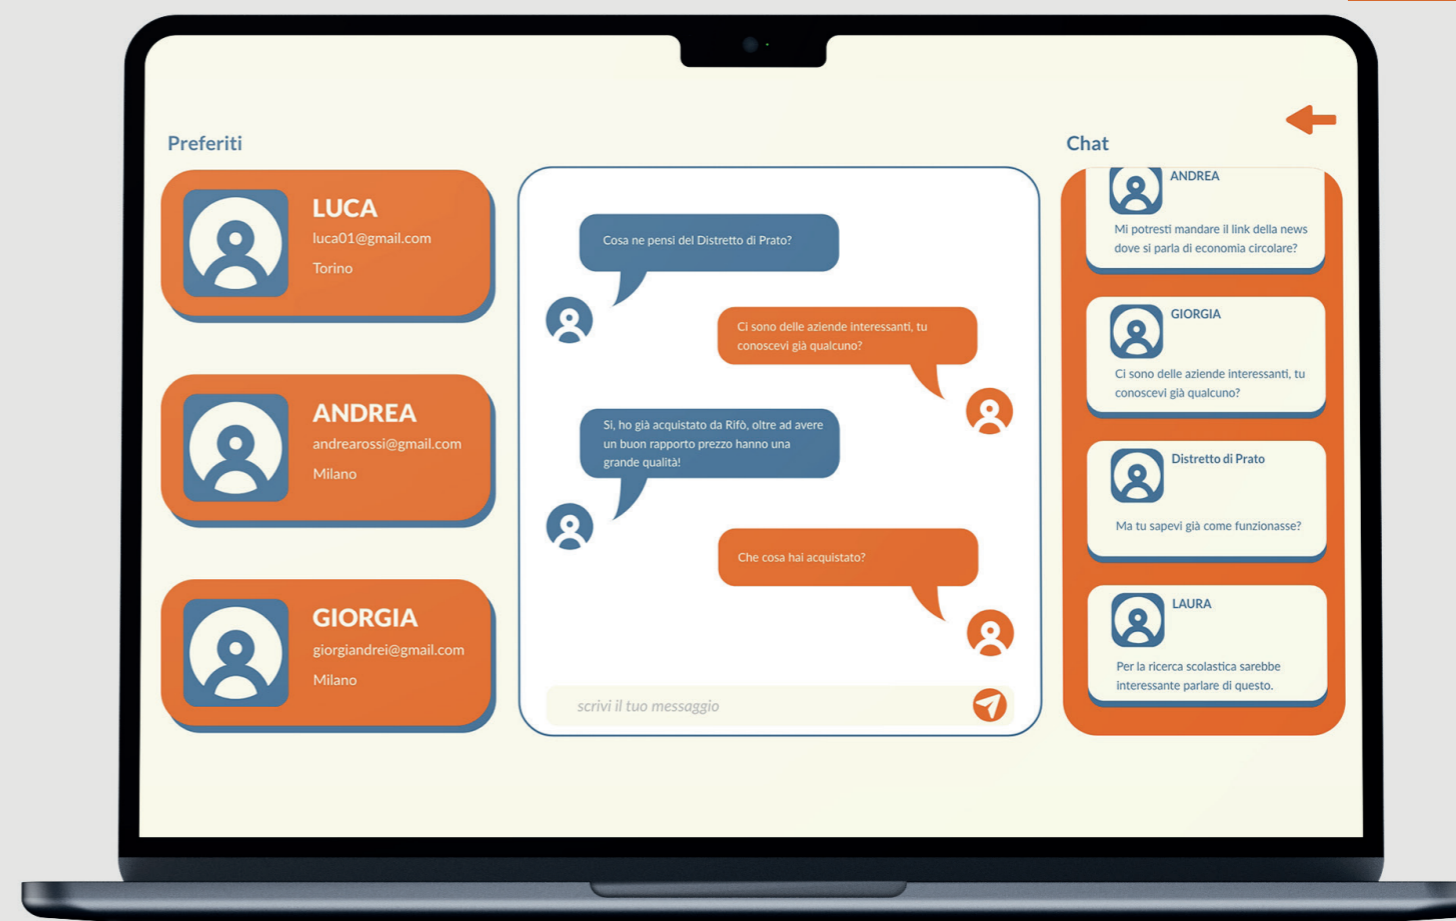 Preferiti
LUCA
luca01@gmail.com
Torino
ANDREA
andrearossi@gmail.com
Milano
GIORGIA
giorgiandrei@gmail.com
Milano
Cosa ne pensi del Distretto di Prato?
Ci sono delle aziende interessanti, tu
conoscevi già qualcuno?
Si, ho già acquistato da Rifò, oltre ad avere
un buon rapporto prezzo hanno una
grande qualità!
Che cosa hai acquistato?
scrivi il tuo messaggio
Chat
ANDREA
Mi potresti mandare il link della news
dove si parla di economia circolare?
GIORGIA
Ci sono delle aziende interessanti, tu
conoscevi già qualcuno?
Distretto di Prato
Ma tu sapevi già come funzionasse?
LAURA
Per la ricerca scolastica sarebbe
interessante parlare di questo.